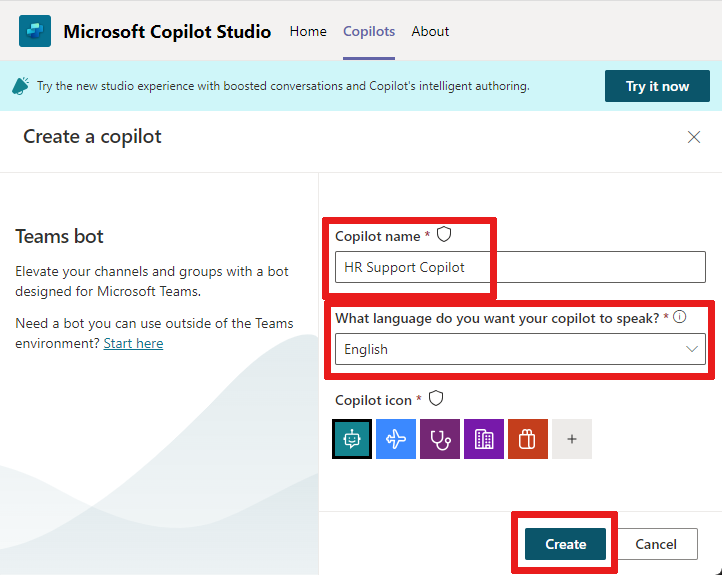 Microsoft Copilot Studio Home Copilots About
Try the new studio experience with boosted conversations and Copilot's intelligent authoring. Try it now
Create a copilot
Teams bot
Elevate your channels and groups with a bot
designed for Microsoft Teams.
Need a bot you can use outside of the Teams
environment? Start here
Copilot name *
HR Support Copilot
What language do you want your copilot to speak? *
English
Copilot icon *
Create Cancel